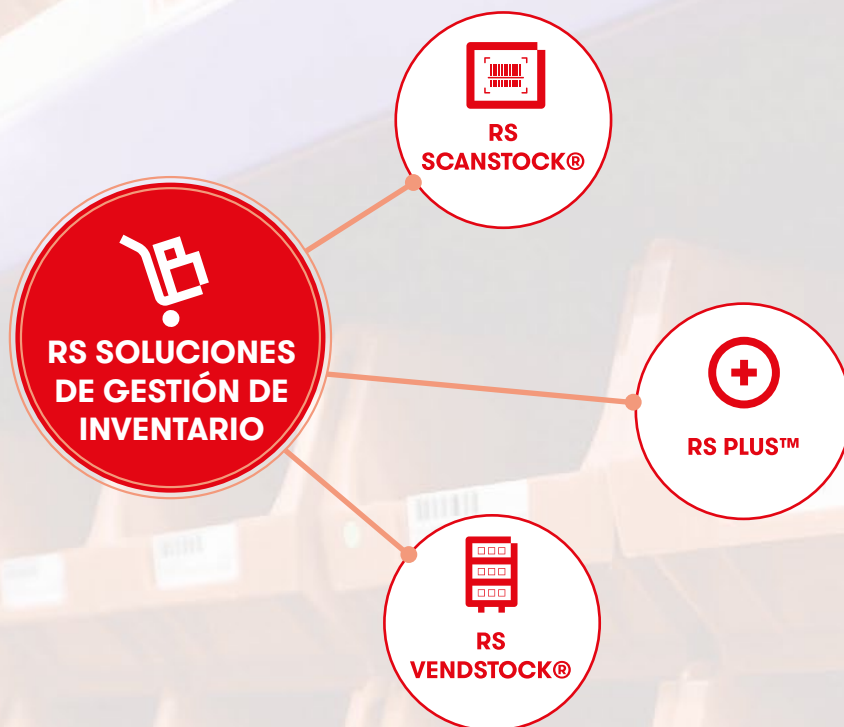 RS
SCANSTOCK®
RS SOLUCIONES
DE GESTIÓN DE
INVENTARIO
RS PLUS™
RS
VENDSTOCK®